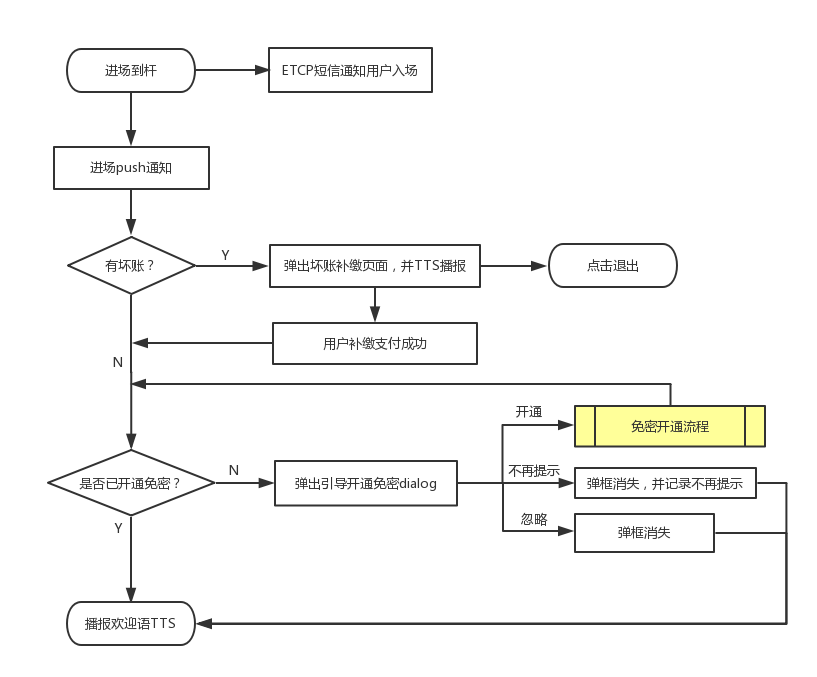 进场到杆
ETCP短信通知用户入场
进场push通知
有坏账？
Y
弹出坏账补缴页面，并TTS播报
点击退出
用户补缴支付成功
N
开通
免密开通流程
是否已开通免密？
N
弹出引导开通免密dialog
不再提示
弹框消失，并记录不再提示
忽略
弹框消失
Y
播报欢迎语TTS